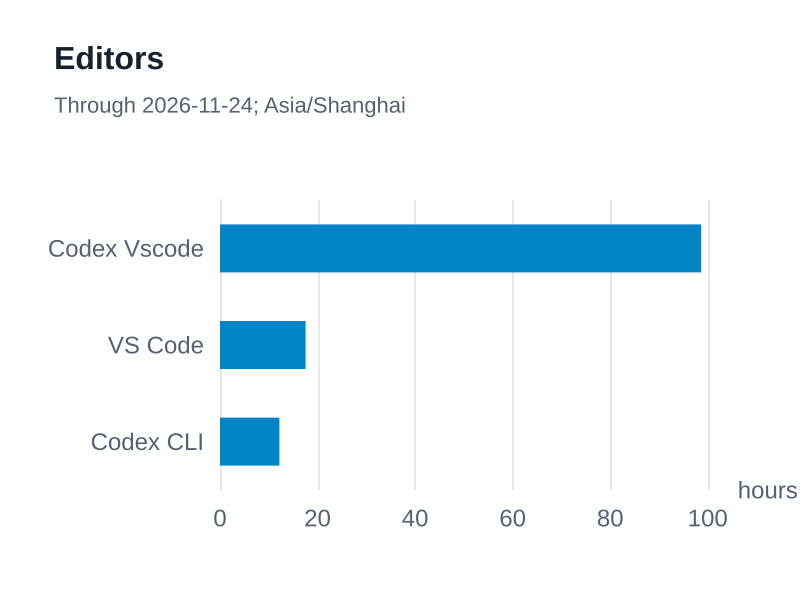 Editors
Through 2026-11-24; Asia/Shanghai
Codex Vscode
VS Code
Codex CLI
hours
0 20 40 60 80 100